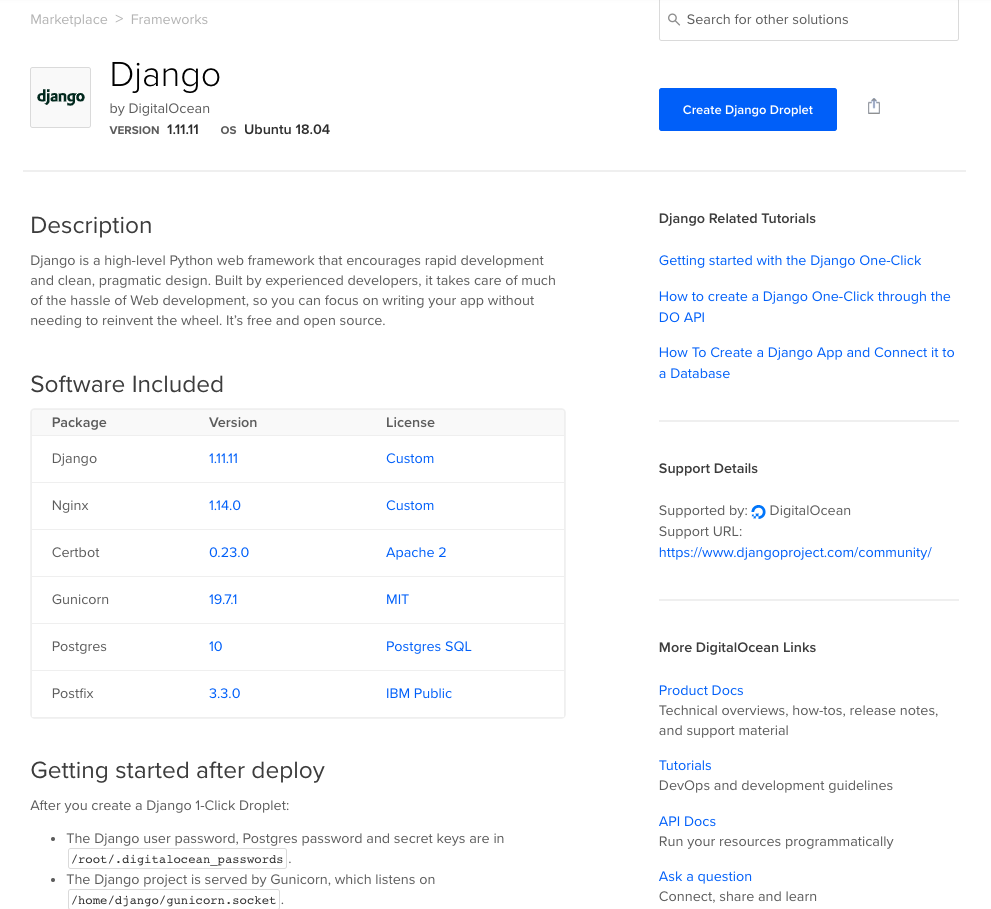 Marketplace > Frameworks
Search for other solutions
django
Django
by DigitalOcean
VERSION 1.11.11 OS Ubuntu 18.04
Create Django Droplet
Description
Django is a high-level Python web framework that encourages rapid development
and clean, pragmatic design. Built by experienced developers, it takes care of much
of the hassle of Web development, so you can focus on writing your app without
needing to reinvent the wheel. It's free and open source.
Software Included
Package Version License
Django 1.11.11 Custom
Nginx 1.14.0 Custom
Certbot 0.23.0 Apache 2
Gunicorn 19.7.1 MIT
Postgres 10 Postgres SQL
Postfix 3.3.0 IBM Public
Getting started after deploy
After you create a Django 1-Click Droplet:
• The Django user password, Postgres password and secret keys are in
/root/.digitalocean_passwords.
• The Django project is served by Gunicorn, which listens on
/home/django/gunicorn.socket.
Django Related Tutorials
Getting started with the Django One-Click
How to create a Django One-Click through the
DO API
How To Create a Django App and Connect it to
a Database
Support Details
Supported by: DigitalOcean
Support URL:
https://www.djangoproject.com/community/
More DigitalOcean Links
Product Docs
Technical overviews, how-tos, release notes,
and support material
Tutorials
DevOps and development guidelines
API Docs
Run your resources programmatically
Ask a question
Connect, share and learn